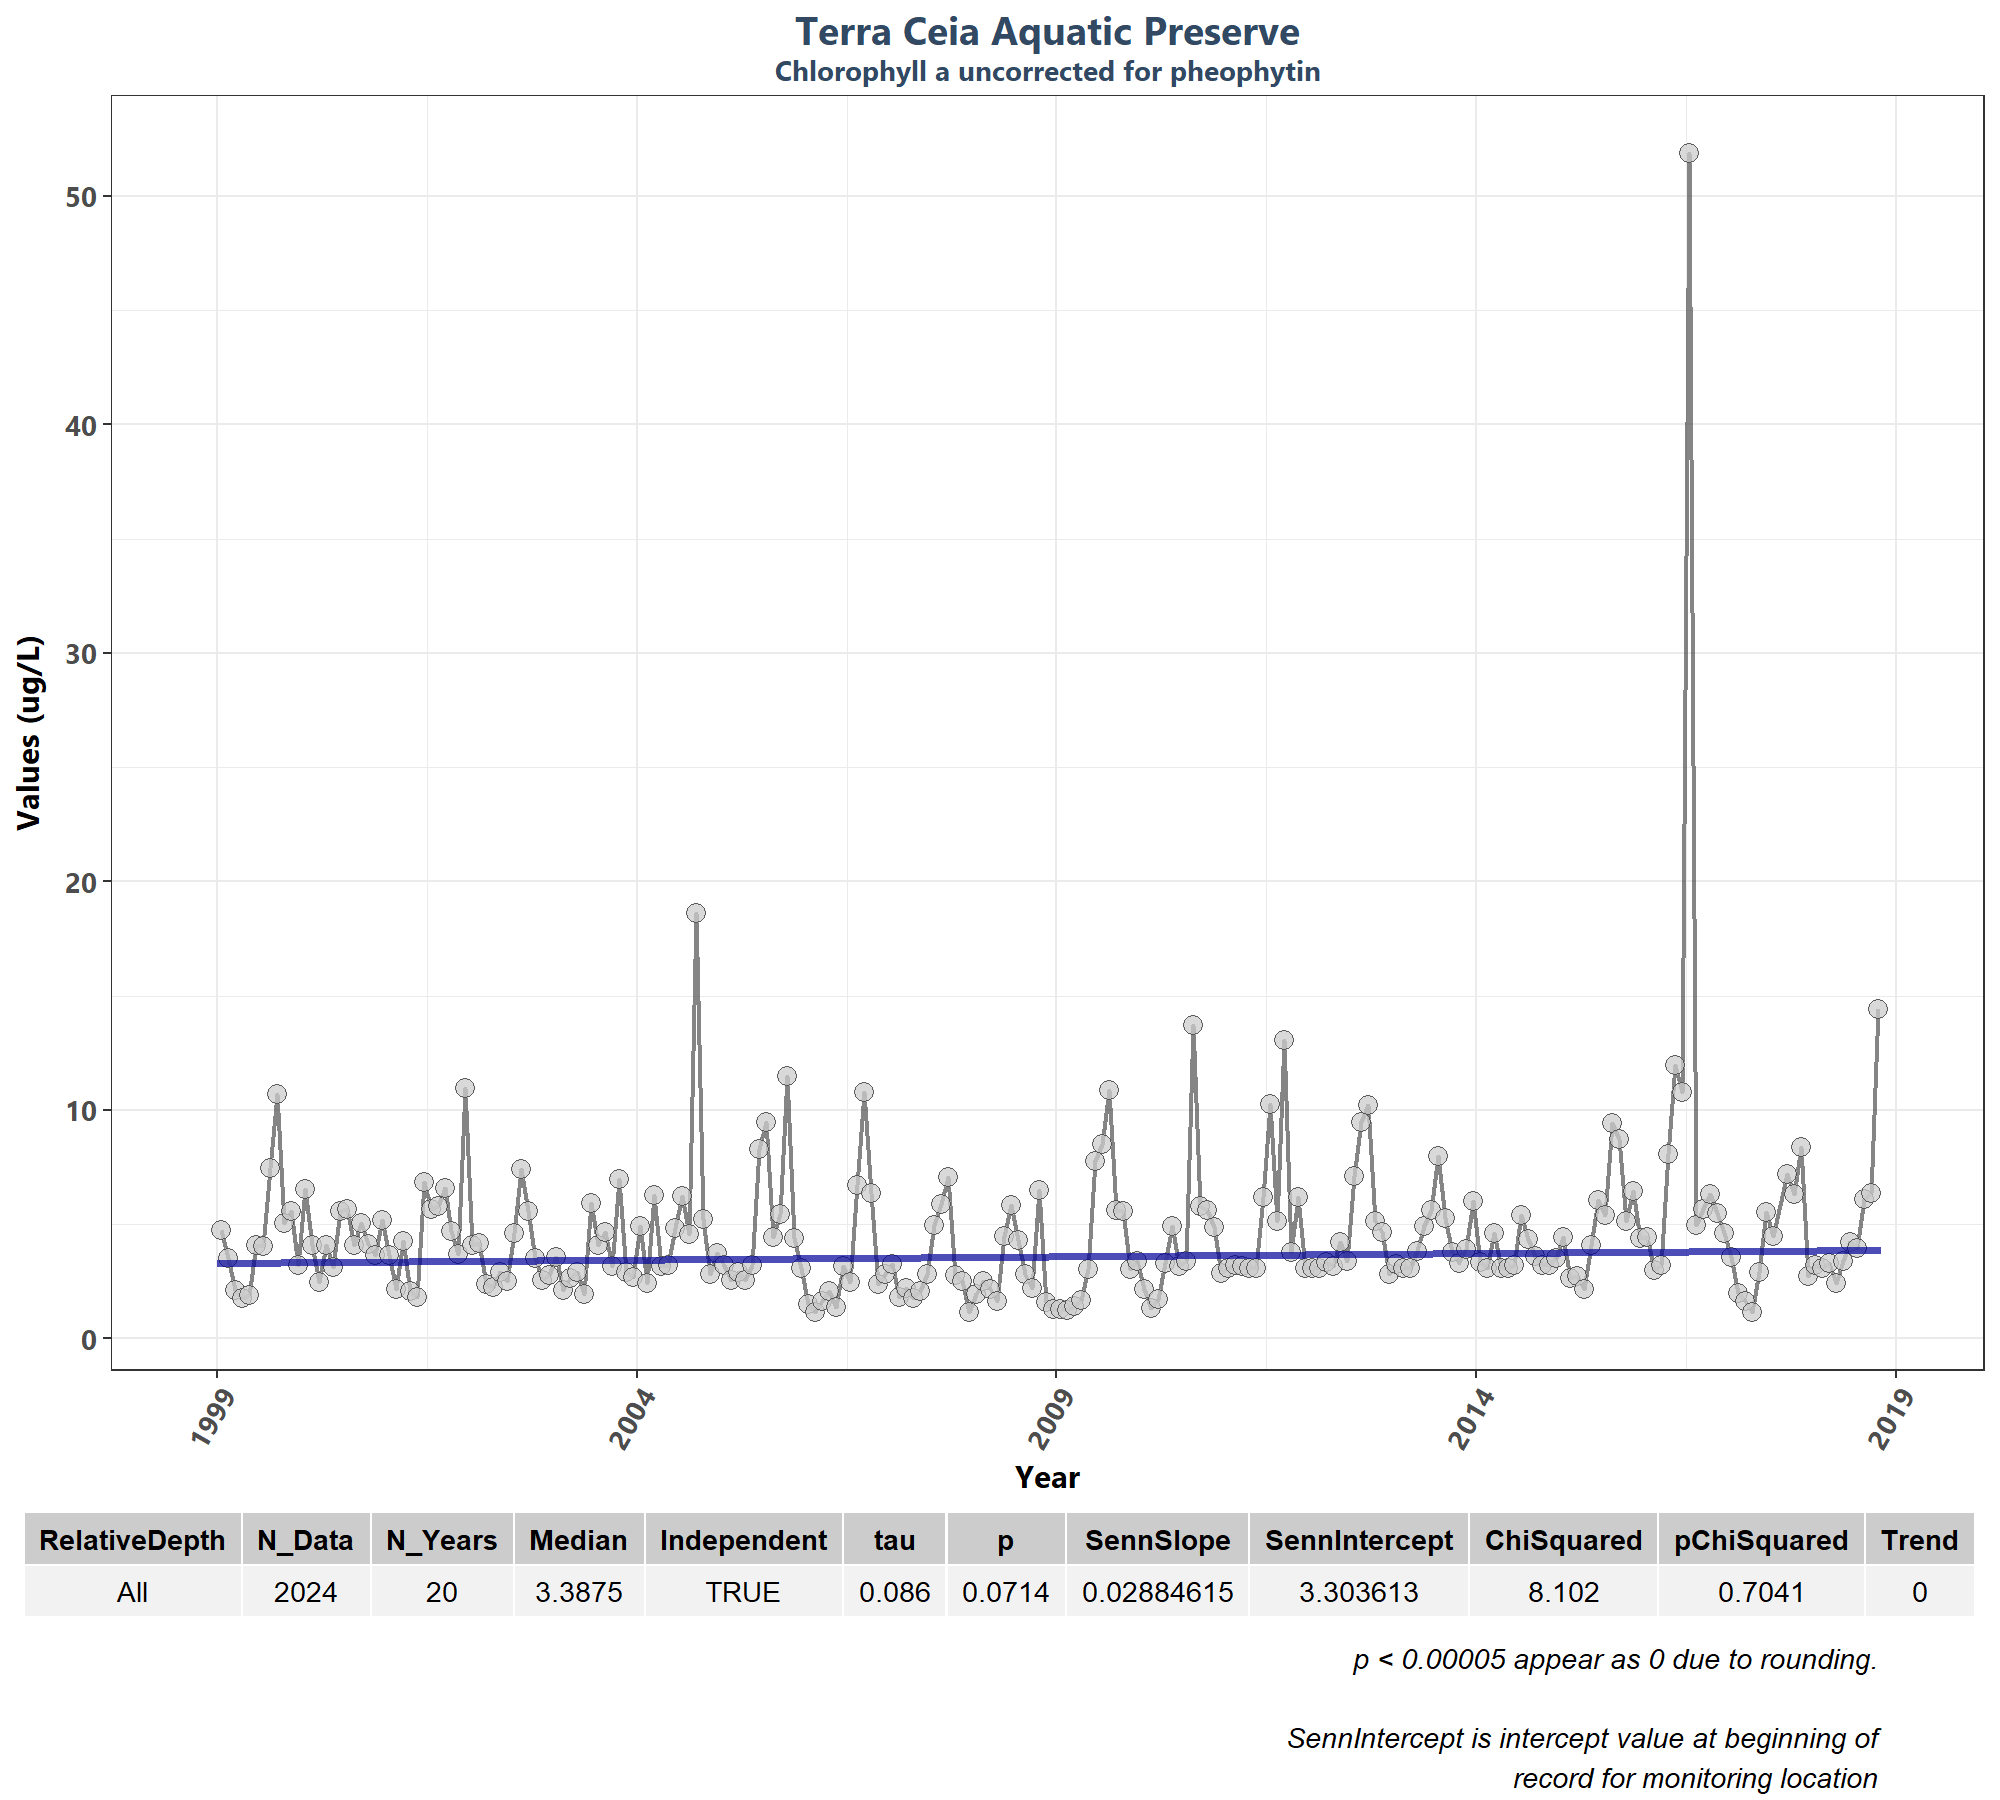 Terra Ceia Aquatic Preserve
Chlorophyll a uncorrected for pheophytin
Values (ug/L)
50
40
30
20
10
0
1999
2004
2009
2014
2019
Year
RelativeDepth N_Data N_Years Median Independent tau p SennSlope SennIntercept ChiSquared pChiSquared Trend
All 2024 20 3.3875 TRUE 0.086 0.0714 0.02884615 3.303613 8.102 0.7041 0
p < 0.00005 appear as 0 due to rounding.
SennIntercept is intercept value at beginning of
record for monitoring location